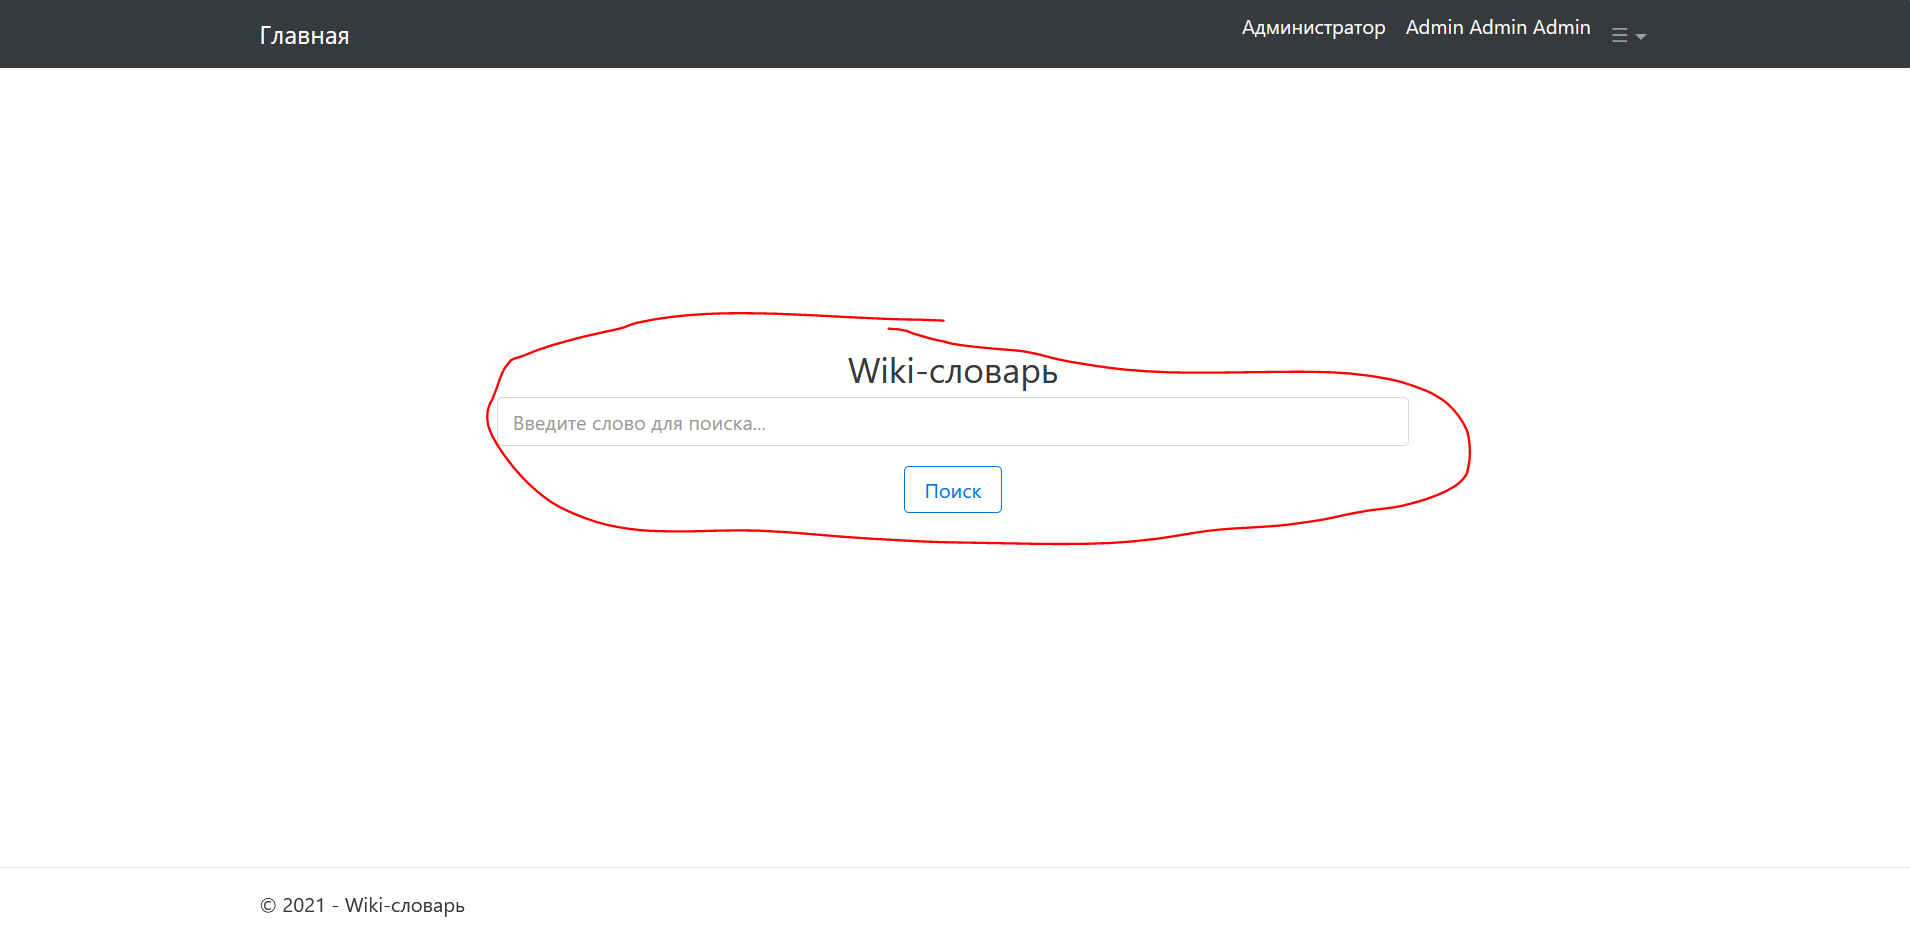 Главная
Администратор Admin Admin Admin
Wiki-словарь
Введите слово для поиска...
Поиск
© 2021 - Wiki-словарь